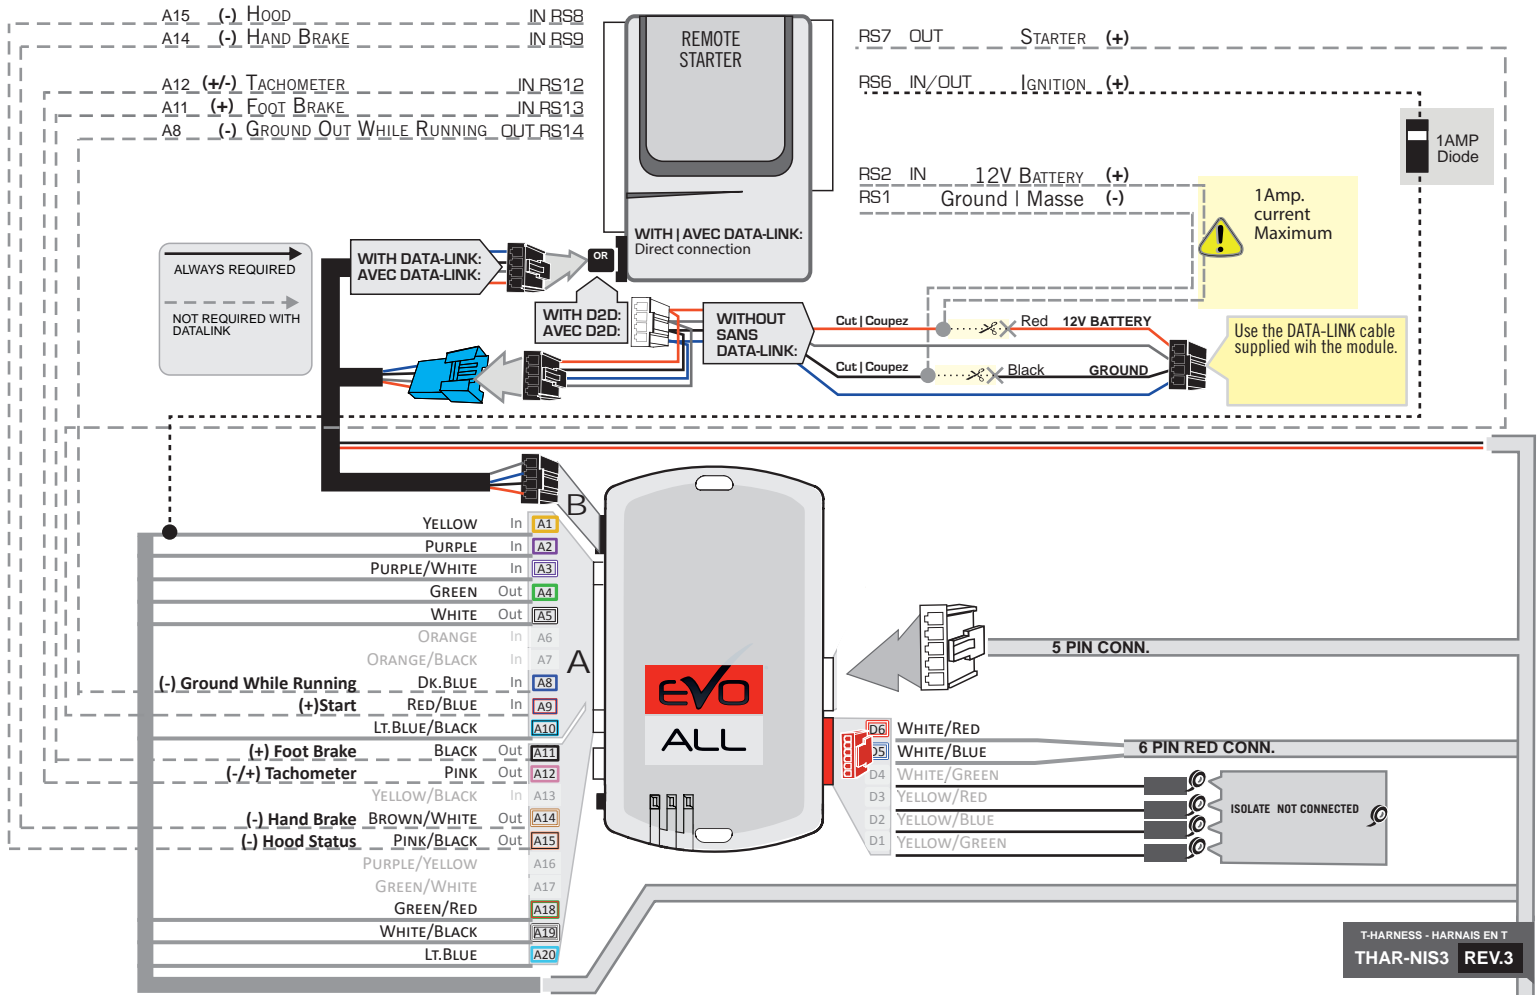 A15 (-) HOOD IN RS8
A14 (-) HAND BRAKE IN RS9
A12 (+/-) TACHOMETER IN RS12
A11 (+) FOOT BRAKE IN RS13
A8 (-) GROUND OUT WHILE RUNNING OUT RS14
REMOTE
STARTER
RS7 OUT STARTER (+)
RS6 IN/OUT IGNITION (+)
1AMP
Diode
RS2 IN 12V BATTERY (+)
RS1 Ground | Masse (-)
1Amp.
current
Maximum
WITH | AVEC DATA-LINK:
Direct connection
ALWAYS REQUIRED
NOT REQUIRED WITH
DATALINK
WITH DATA-LINK:
AVEC DATA-LINK:
OR
WITH D2D:
AVEC D2D:
WITHOUT
SANS
DATA-LINK:
Cut | Coupez Red 12V BATTERY
Cut | Coupez Black GROUND
Use the DATA-LINK cable
supplied wih the module.
B
A
YELLOW In A1
PURPLE In A2
PURPLE/WHITE In A3
GREEN Out A4
WHITE Out A5
ORANGE In A6
ORANGE/BLACK In A7
(-) Ground While Running DK.BLUE In A8
(+)Start RED/BLUE In A9
LT.BLUE/BLACK A10
(+) Foot Brake BLACK Out A11
(-/+) Tachometer PINK Out A12
YELLOW/BLACK In A13
(-) Hand Brake BROWN/WHITE Out A14
(-) Hood Status PINK/BLACK Out A15
PURPLE/YELLOW A16
GREEN/WHITE A17
GREEN/RED A18
WHITE/BLACK A19
LT.BLUE A20
EVO
ALL
5 PIN CONN.
D6 WHITE/RED
D5 WHITE/BLUE
6 PIN RED CONN.
D4 WHITE/GREEN
D3 YELLOW/RED
D2 YELLOW/BLUE
D1 YELLOW/GREEN
ISOLATE NOT CONNECTED
T-HARNESS - HARNAIS EN T
THAR-NIS3 REV.3